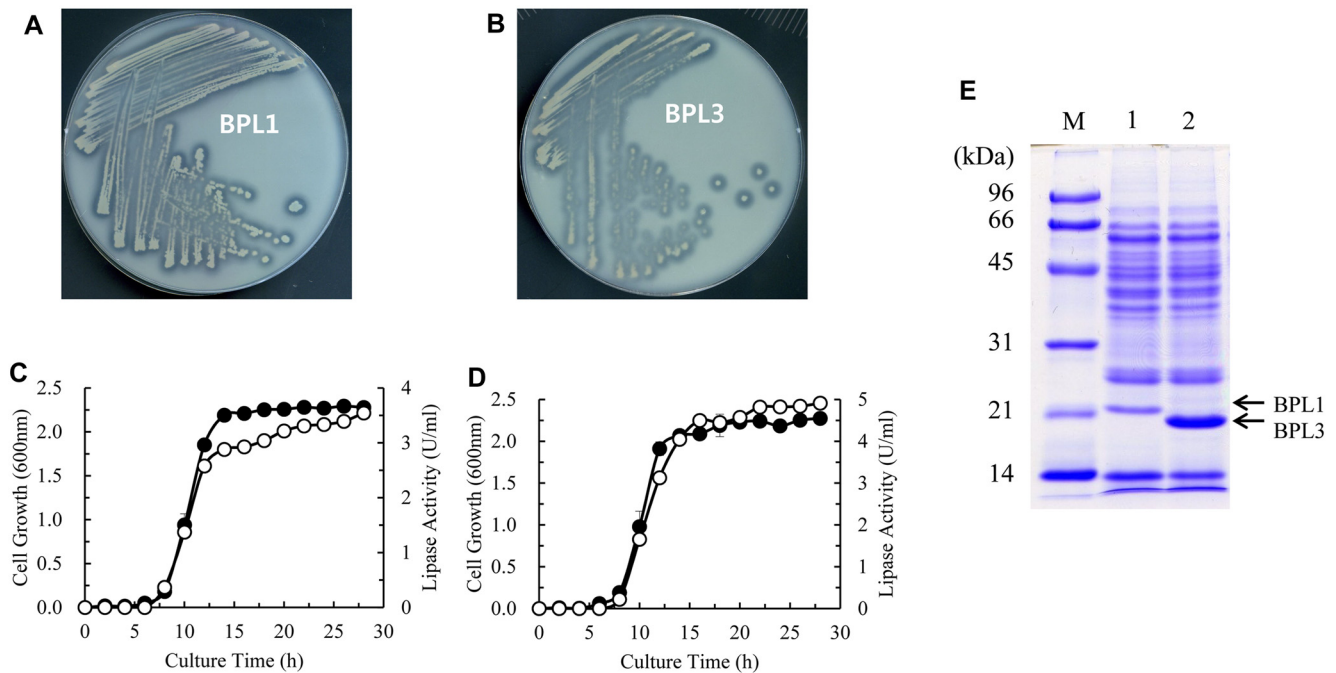 A
BPL1
B
BPL3
E
M 1 2
(kDa)
96
66
45
31
21
14
BPL1
BPL3
C
2.5
2.0
1.5
1.0
0.5
0.0
Cell Growth (600nm)
4
3
2
1
0
Lipase Activity (U/ml)
0 5 10 15 20 25 30
Culture Time (h)
D
2.5
2.0
1.5
1.0
0.5
0.0
Cell Growth (600nm)
5
4
3
2
1
0
Lipase Activity (U/ml)
0 5 10 15 20 25 30
Culture Time (h)